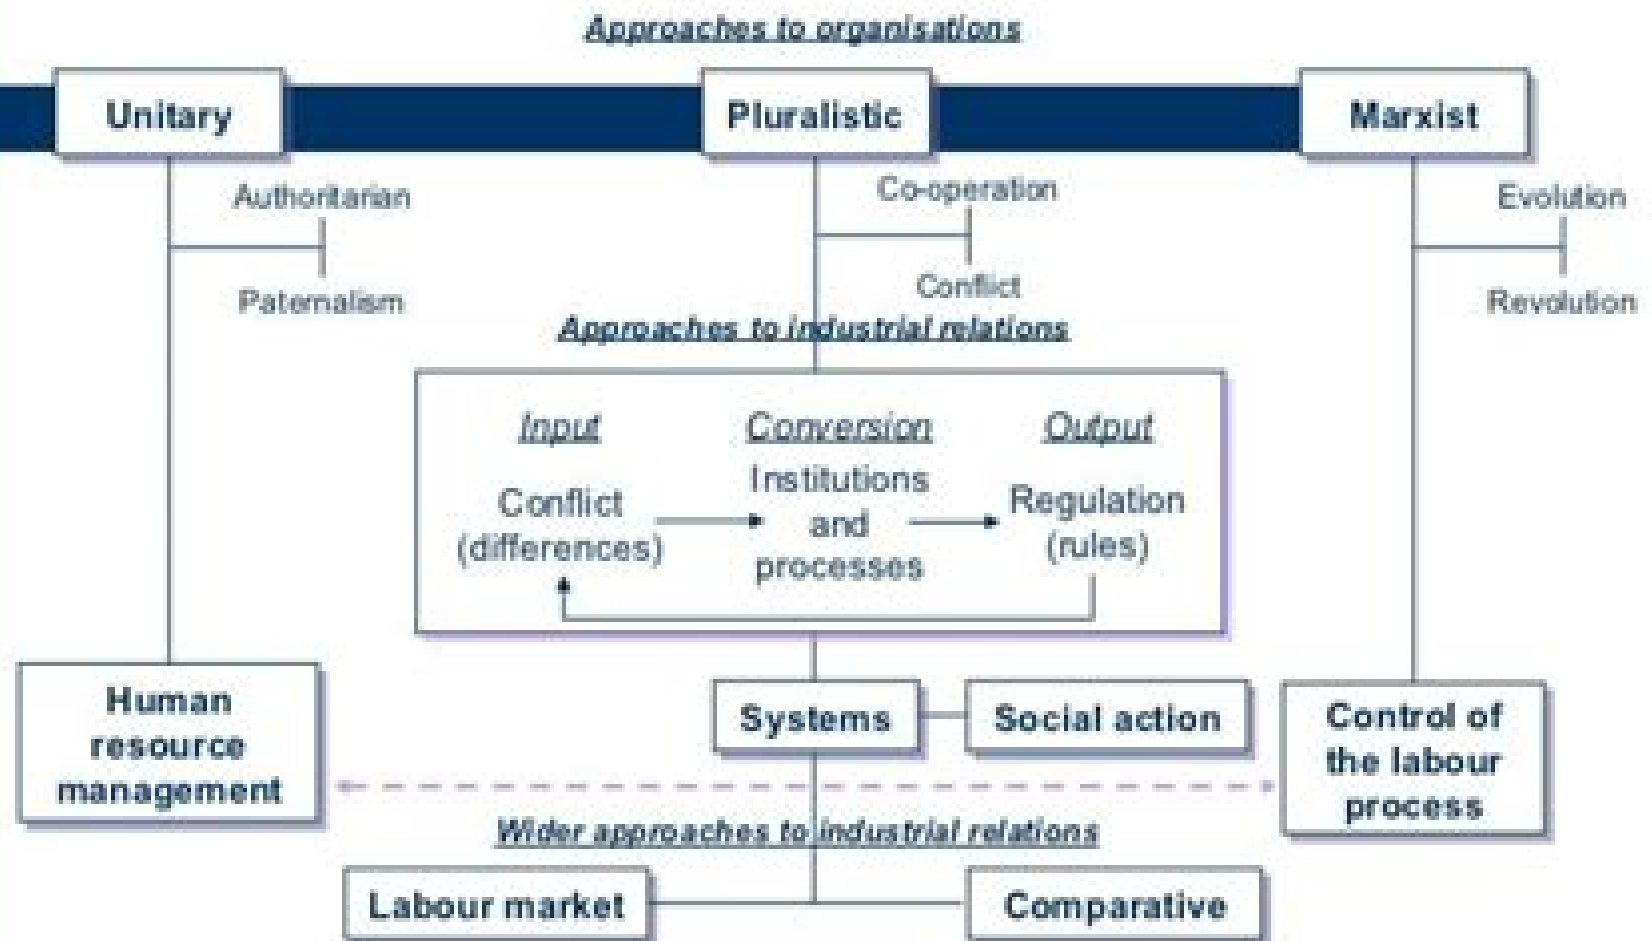 Approaches to organisations
Unitary
Pluralistic
Marxist
Authoritarian
Paternalism
Co-operation
Conflict
Evolution
Revolution
Approaches to industrial relations
Input
Conversion
Output
Conflict
(differences)
Institutions
and
processes
Regulation
(rules)
Human
resource
management
Systems
Social action
Control of
the labour
process
Wider approaches to industrial relations
Labour market
Comparative